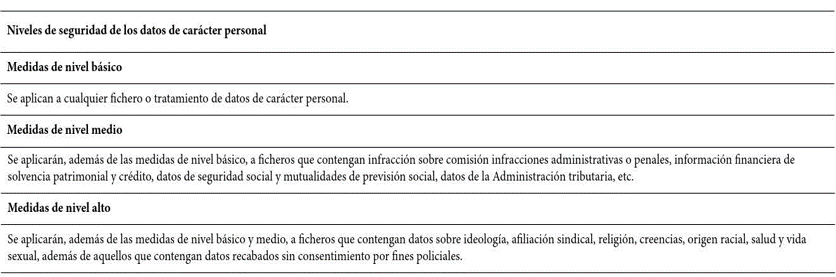 Niveles de seguridad de los datos de carácter personal
Medidas de nivel básico
Se aplican a cualquier fichero o tratamiento de datos de carácter personal.
Medidas de nivel medio
Se aplicarán, además de las medidas de nivel básico, a ficheros que contengan infracción sobre comisión infracciones administrativas o penales, información financiera de
solvencia patrimonial y crédito, datos de seguridad social y mutualidades de previsión social, datos de la Administración tributaria, etc.
Medidas de nivel alto
Se aplicarán, además de las medidas de nivel básico y medio, a ficheros que contengan datos sobre ideología, afiliación sindical, religión, creencias, origen racial, salud y vida
sexual, además de aquellos que contengan datos recabados sin consentimiento por fines policiales.